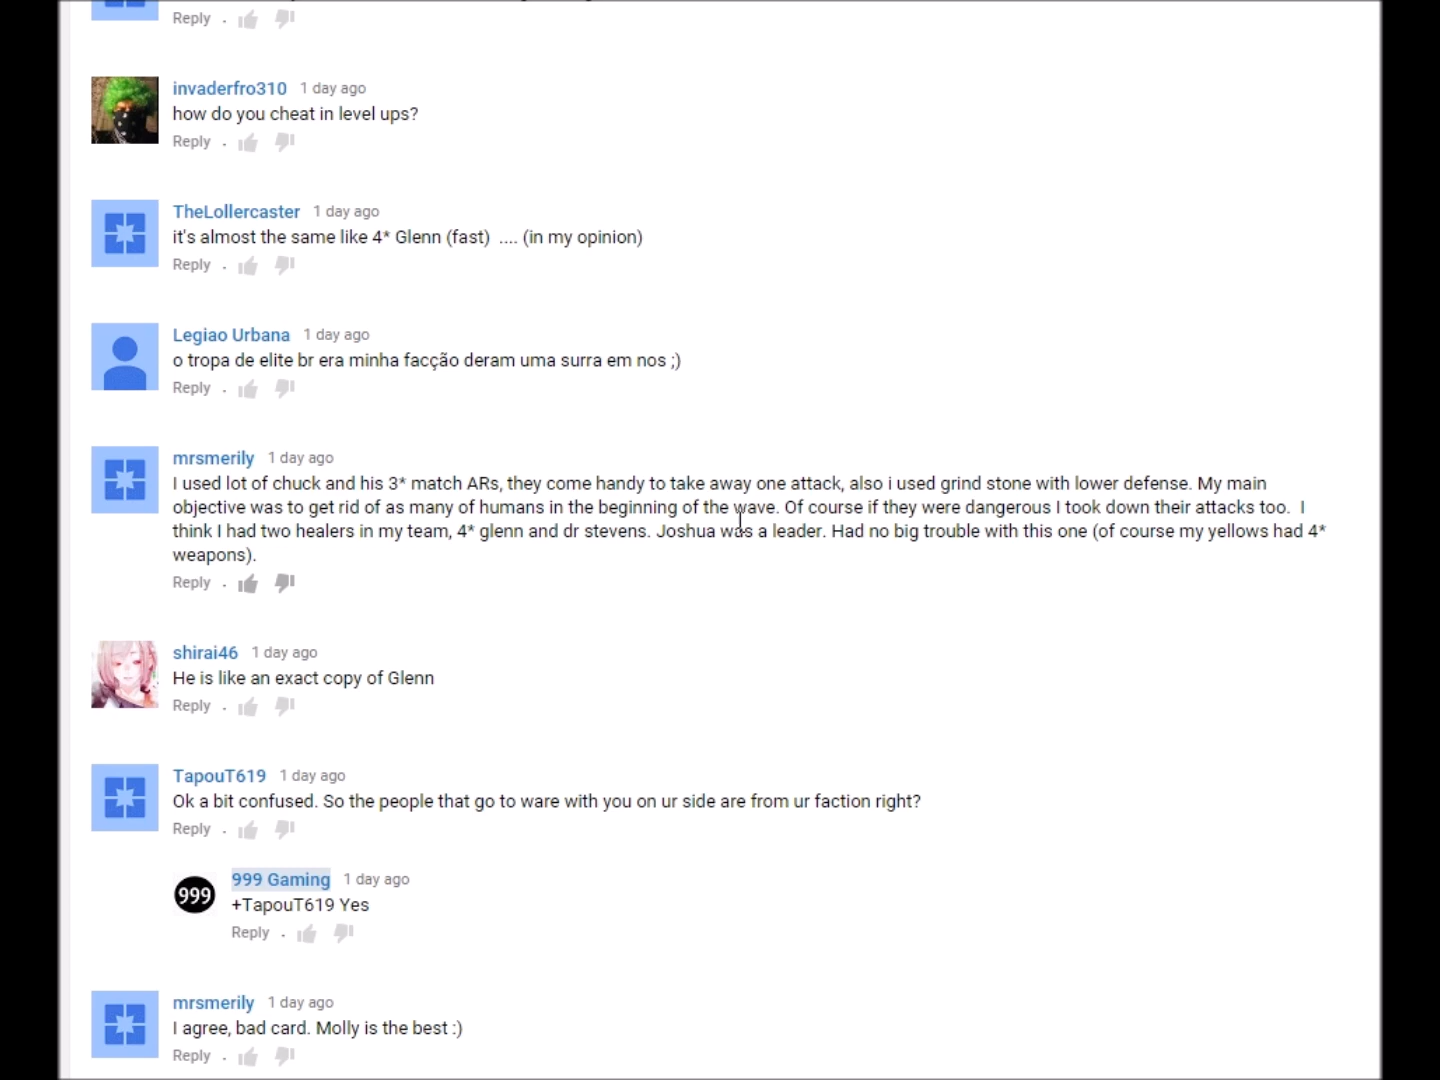 Reply .
invaderfro310 1 day ago
how do you cheat in level ups?
Reply .
TheLollercaster 1 day ago
it's almost the same like 4* Glenn (fast)  .... (in my opinion)
Reply .
Legiao Urbana 1 day ago
o tropa de elite br era minha facção deram uma surra em nos ;)
Reply .
mrsmerily 1 day ago
I used lot of chuck and his 3* match ARs, they come handy to take away one attack, also i used grind stone with lower defense. My main
objective was to get rid of as many of humans in the beginning of the wave. Of course if they were dangerous I took down their attacks too.  I
think I had two healers in my team, 4* glenn and dr stevens. Joshua was a leader. Had no big trouble with this one (of course my yellows had 4*
weapons).
Reply .
shirai46 1 day ago
He is like an exact copy of Glenn
Reply .
TapouT619 1 day ago
Ok a bit confused. So the people that go to ware with you on ur side are from ur faction right?
Reply .
999 999 Gaming 1 day ago
+TapouT619 Yes
Reply .
mrsmerily 1 day ago
I agree, bad card. Molly is the best :)
Reply .